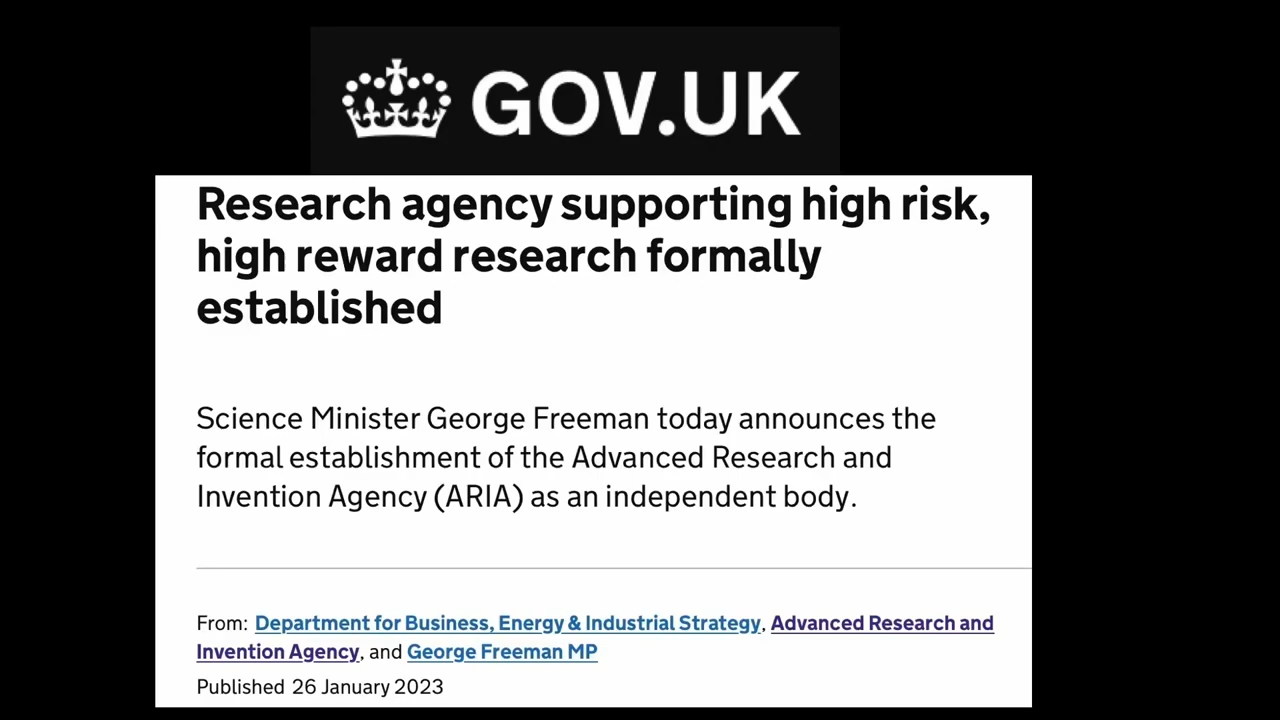 GOV.UK
Research agency supporting high risk,
high reward research formally
established
Science Minister George Freeman today announces the
formal establishment of the Advanced Research and
Invention Agency (ARIA) as an independent body.
From: Department for Business, Energy & Industrial Strategy, Advanced Research and
Invention Agency, and George Freeman MP
Published 26 January 2023